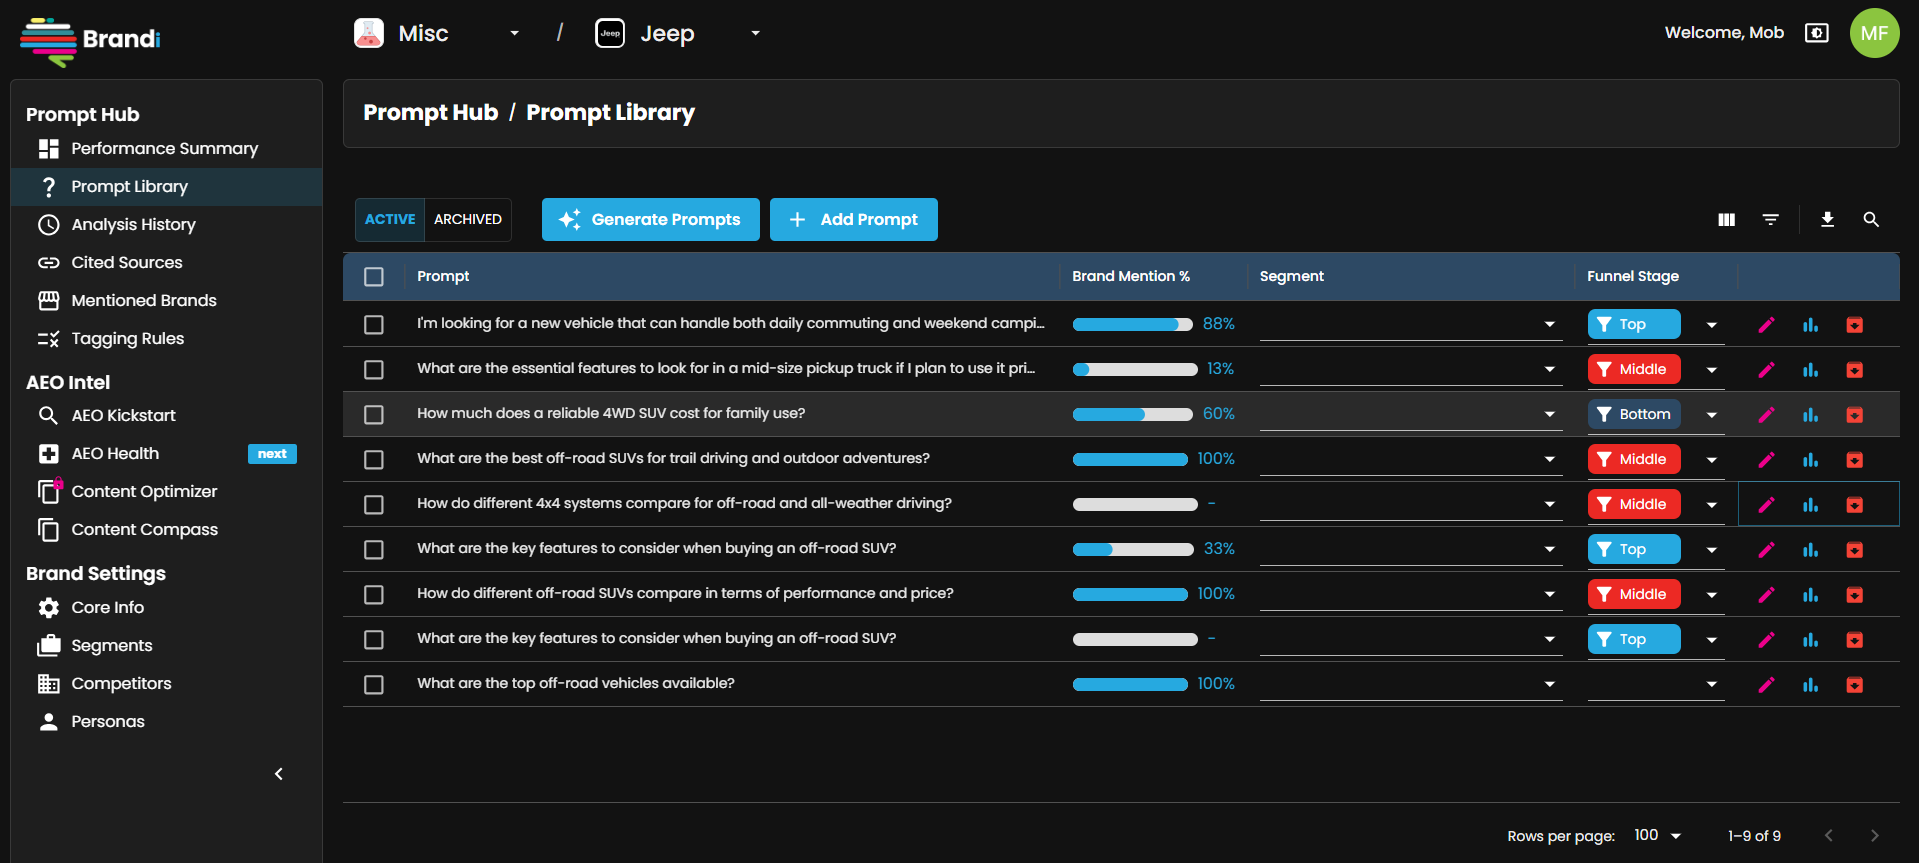 Brandi
Misc / Jeep Jeep
Welcome, Mob
MF
Prompt Hub
Performance Summary
Prompt Library
Analysis History
Cited Sources
Mentioned Brands
Tagging Rules
AEO Intel
AEO Kickstart
AEO Health next
Content Optimizer
Content Compass
Brand Settings
Core Info
Segments
Competitors
Personas
Prompt Hub / Prompt Library
ACTIVE ARCHIVED Generate Prompts Add Prompt
Prompt Brand Mention % Segment Funnel Stage
I'm looking for a new vehicle that can handle both daily commuting and weekend campi... 88% Top
What are the essential features to look for in a mid-size pickup truck if I plan to use it pri... 13% Middle
How much does a reliable 4WD SUV cost for family use? 60% Bottom
What are the best off-road SUVs for trail driving and outdoor adventures? 100% Middle
How do different 4x4 systems compare for off-road and all-weather driving? - Middle
What are the key features to consider when buying an off-road SUV? 33% Top
How do different off-road SUVs compare in terms of performance and price? 100% Middle
What are the key features to consider when buying an off-road SUV? - Top
What are the top off-road vehicles available? 100%
Rows per page: 100 1–9 of 9